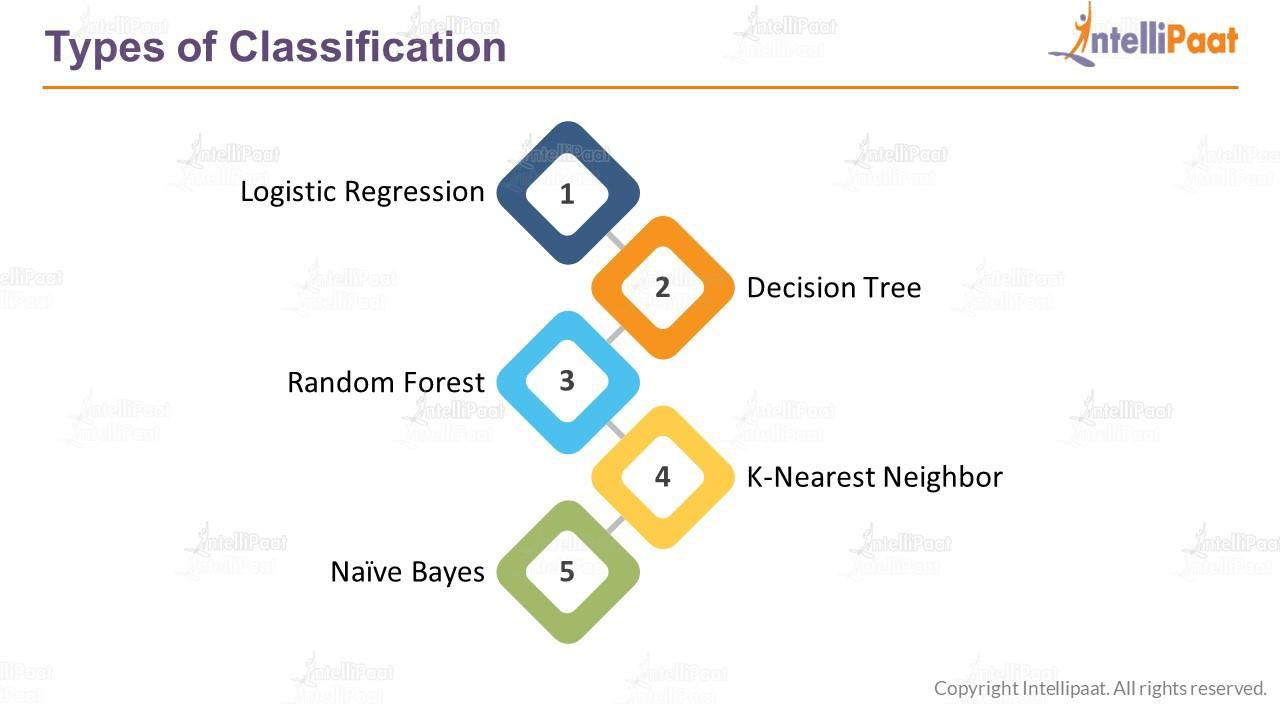 Types of Classification
IntelliPaat
Logistic Regression
1
2
Decision Tree
Random Forest
3
4
K-Nearest Neighbor
Naïve Bayes
5
Copyright Intellipaat. All rights reserved.